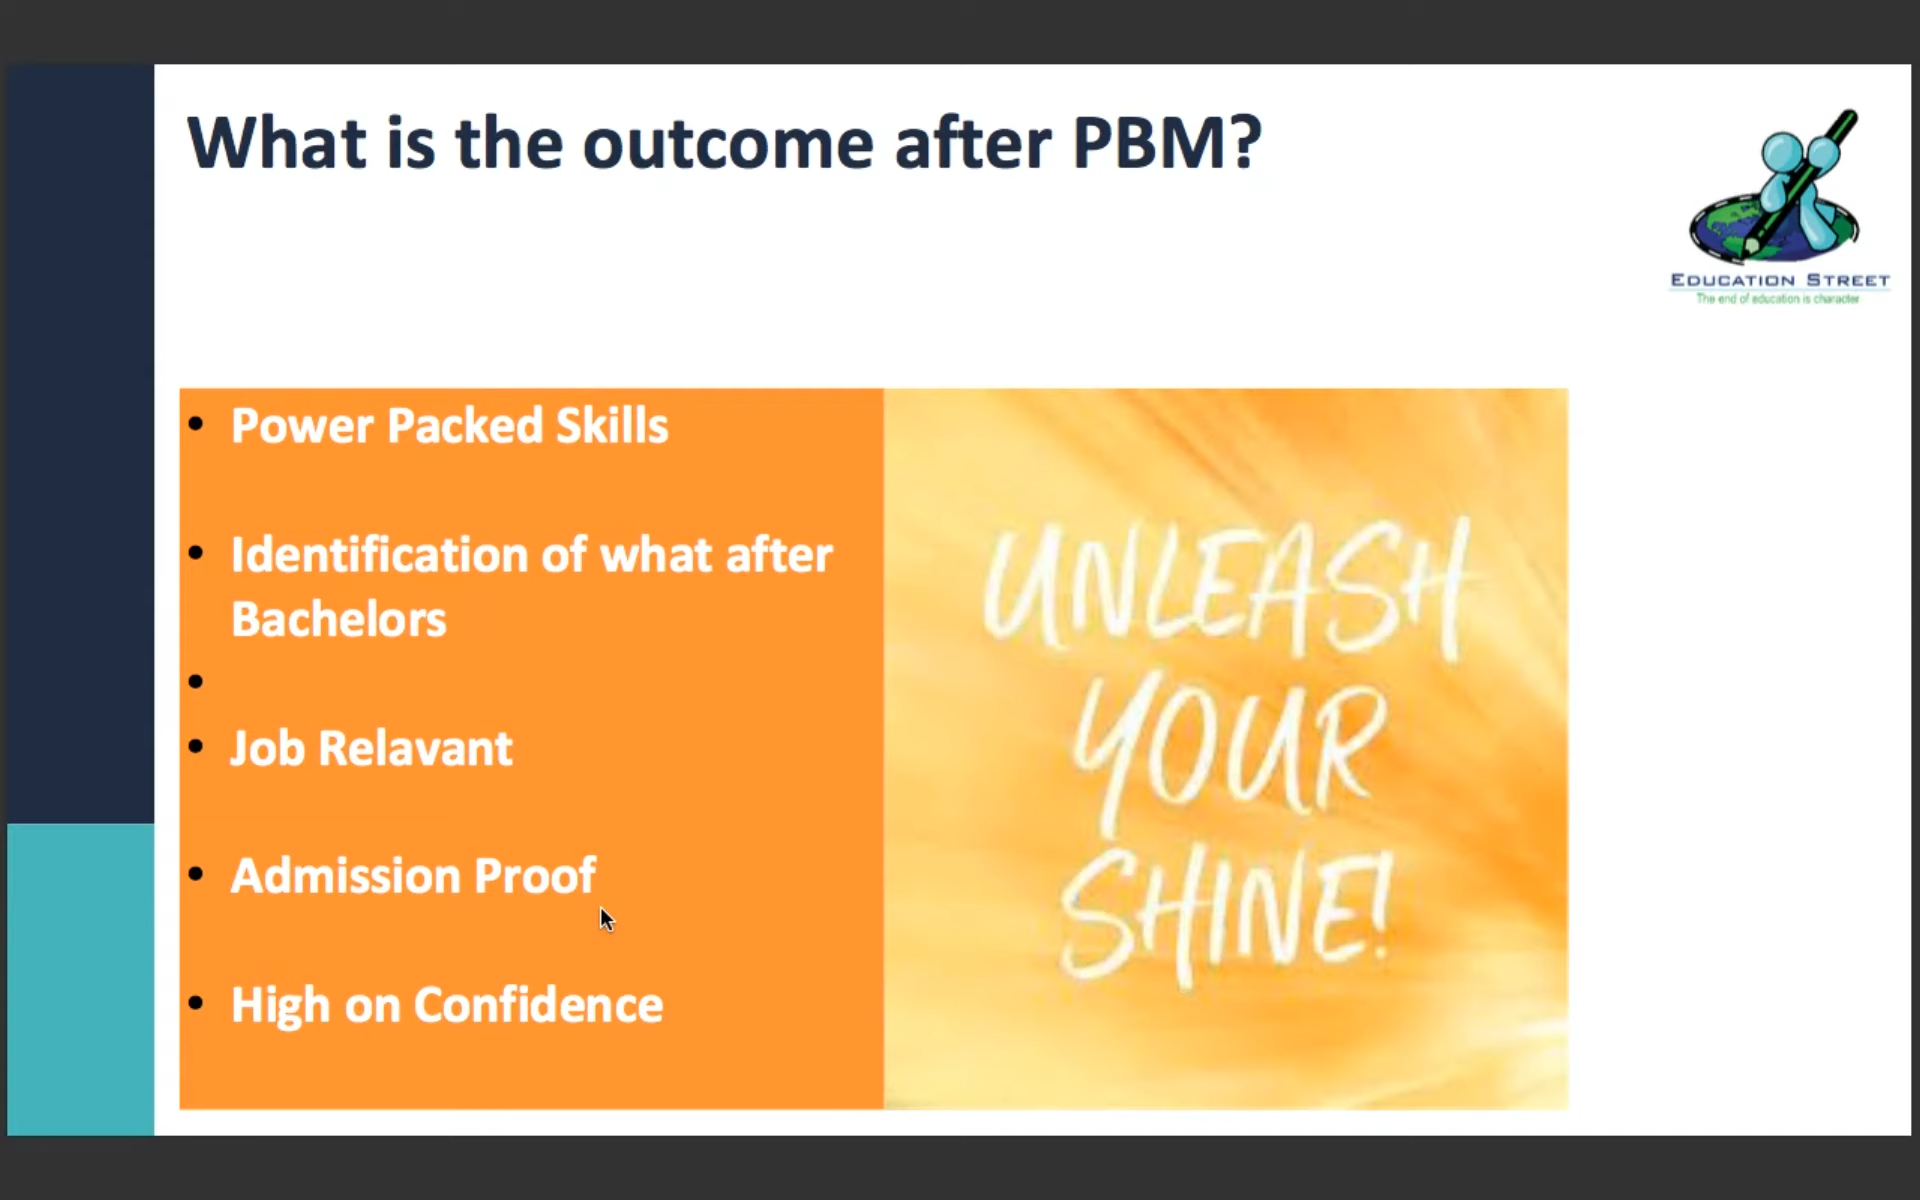 What is the outcome after PBM?
EDUCATION STREET
The end of education is character
• Power Packed Skills
• Identification of what after
Bachelors
•
• Job Relavant
• Admission Proof
• High on Confidence
UNLEASH
YOUR
SHINE!